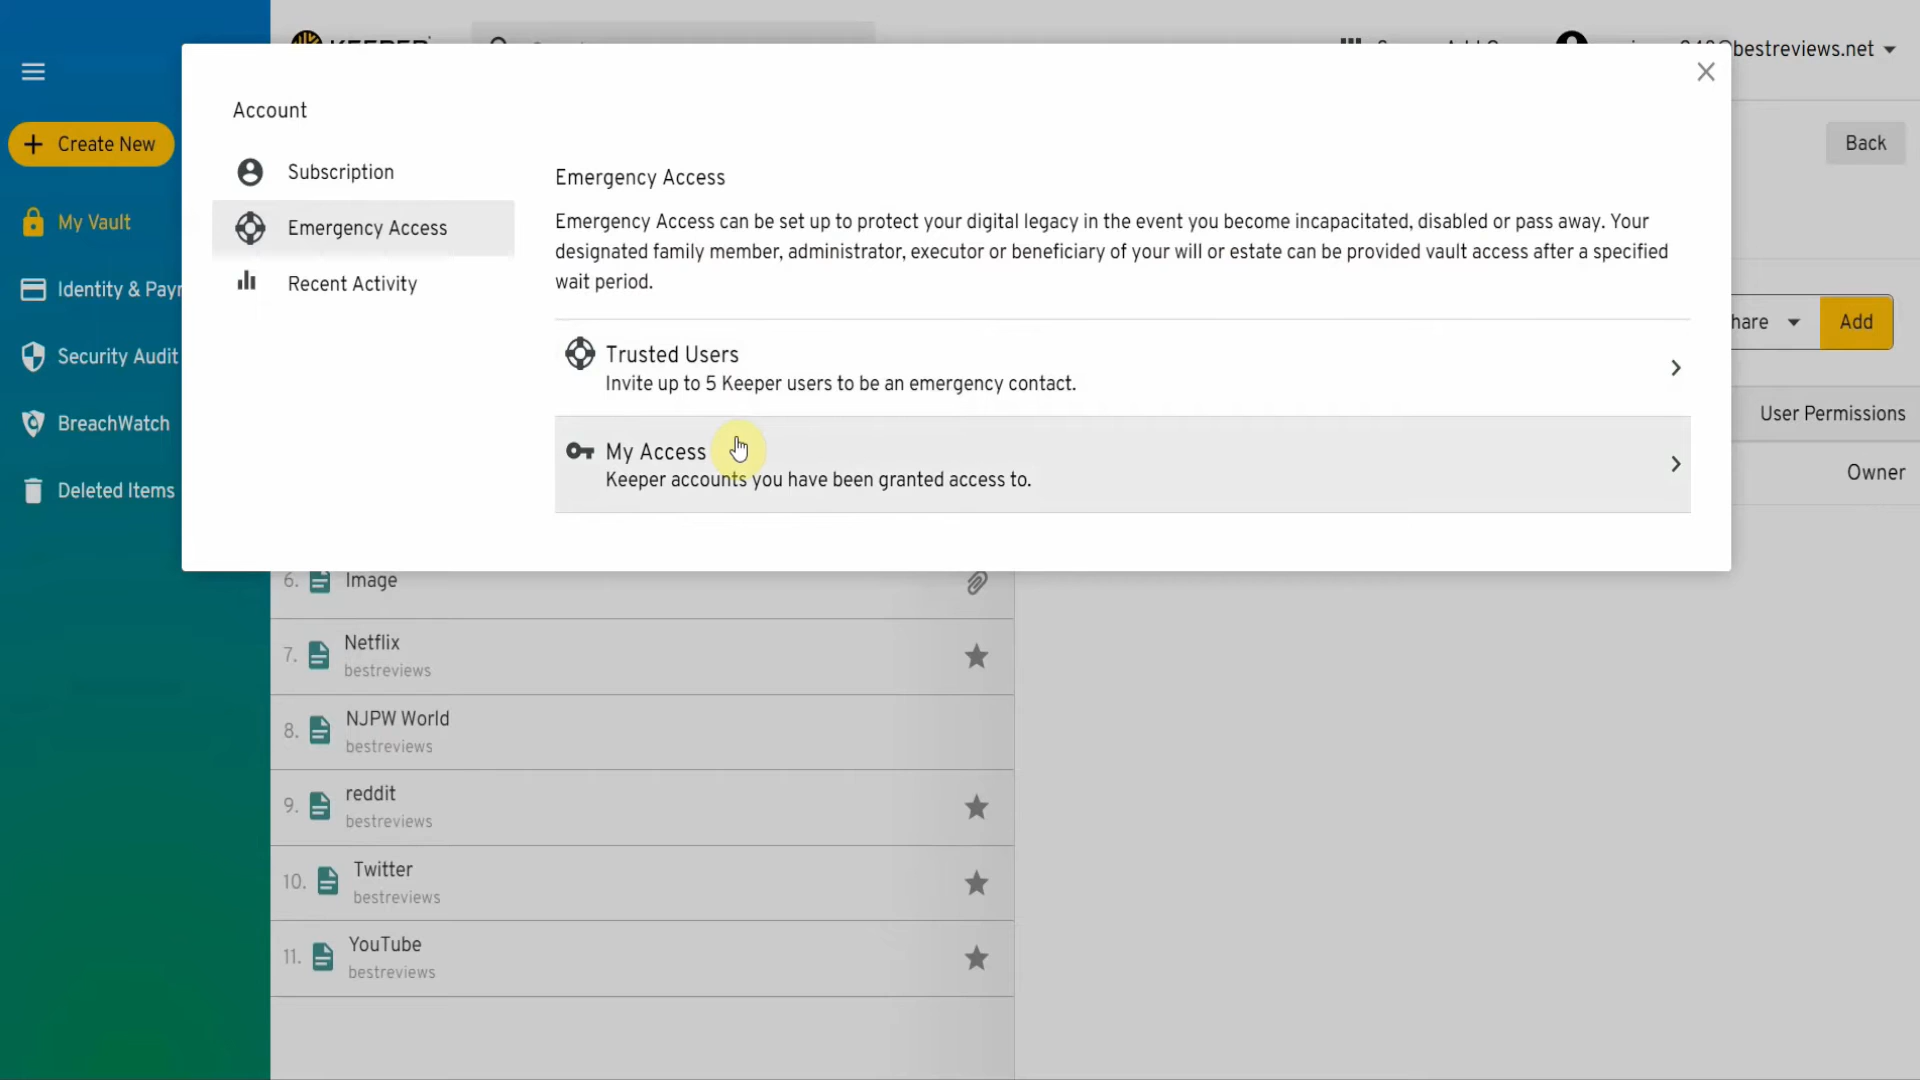 KEEPER
bestreviews.net
Account
Create New
Back
Subscription
Emergency Access
Emergency Access
Emergency Access can be set up to protect your digital legacy in the event you become incapacitated, disabled or pass away. Your
designated family member, administrator, executor or beneficiary of your will or estate can be provided vault access after a specified
wait period.
My Vault
Recent Activity
Identity &
Trusted Users
Invite up to 5 Keeper users to be an emergency contact.
Add
Security Audit
User Permissions
BreachWatch
My Access
Keeper accounts you have been granted access to.
Owner
Deleted Items
6. Image
7. Netflix
bestreviews
8. NJPW World
bestreviews
9. reddit
bestreviews
10. Twitter
bestreviews
11. YouTube
bestreviews